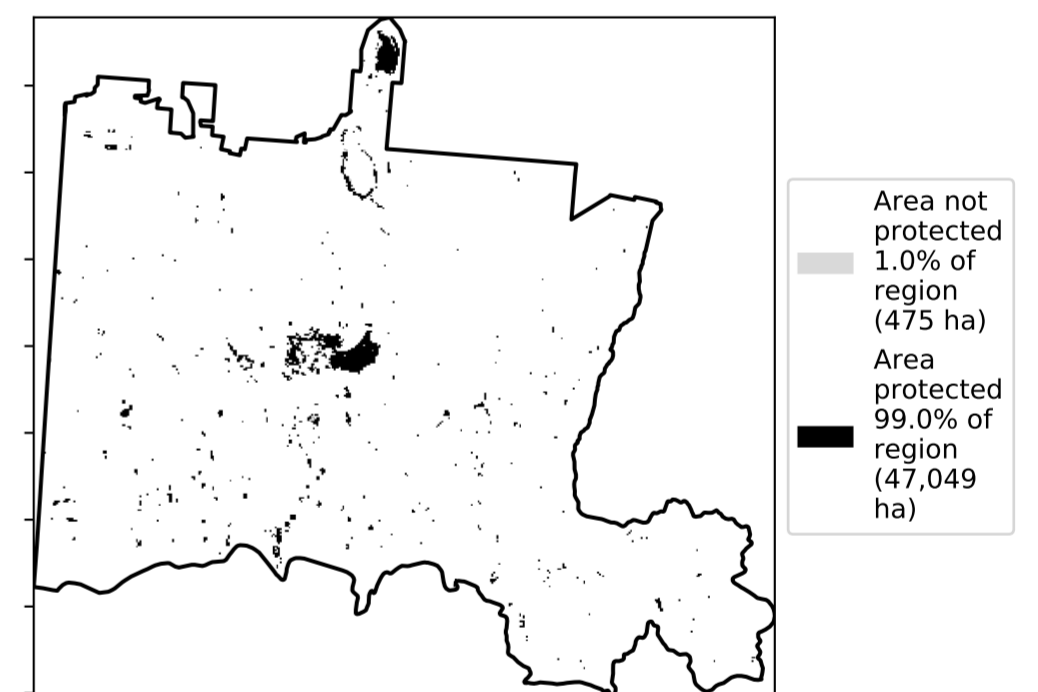 Area not
protected
1.0% of
region
(475 ha)
Area
protected
99.0% of
region
(47,049
ha)